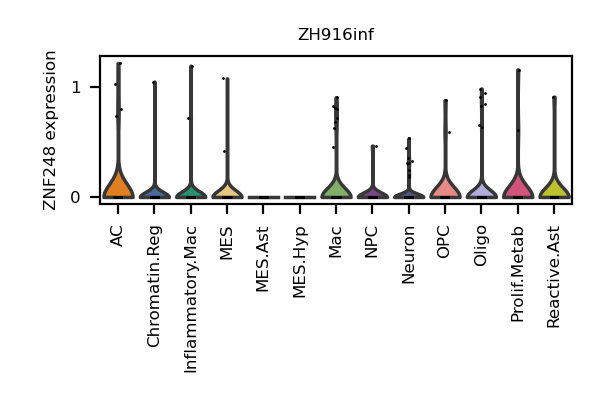 ZH916inf
ZNF248 expression
1
0
AC
Chromatin.Reg
Inflammatory.Mac
MES
MES.Ast
MES.Hyp
Mac
NPC
Neuron
OPC
Oligo
Prolif.Metab
Reactive.Ast